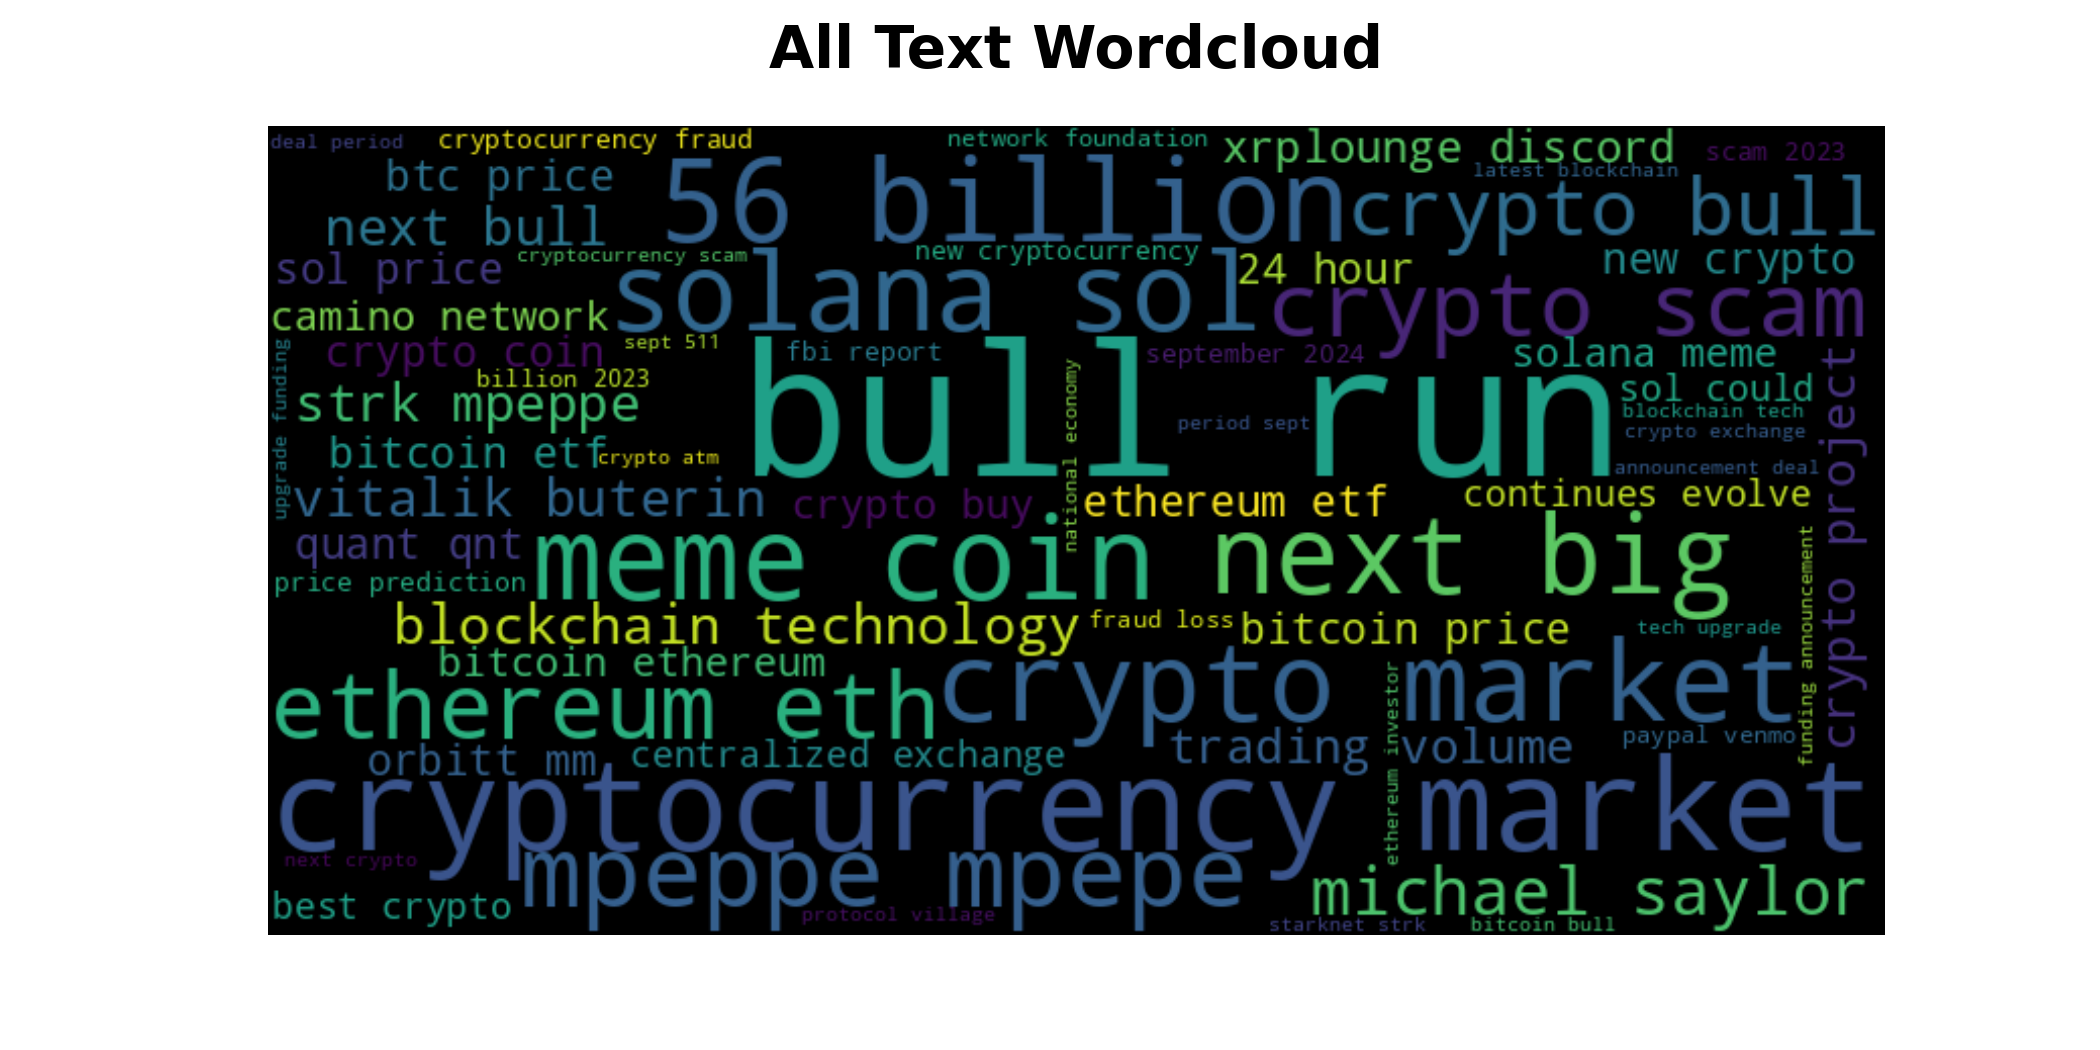 All Text Wordcloud
deal period
cryptocurrency fraud
network foundation
xrplounge discord
scam 2023
latest blockchain
btc price
56 billion
crypto bull
next bull
cryptocurrency scam
new cryptocurrency
24 hour
new crypto
sol price
solana sol
crypto scam
camino network
sept 511
crypto coin
fbi report
september 2024
solana meme
billion 2023
sol could
strk mpeppe
bull run
blockchain tech
period sept
crypto exchange
upgrade funding
national economy
crypto project
bitcoin etf
crypto atm
announcement deal
vitalik buterin
crypto buy
ethereum etf
continues evolve
quant qnt
meme coin
next big
price prediction
funding announcement
blockchain technology
fraud loss
bitcoin price
tech upgrade
bitcoin ethereum
ethereum eth
crypto market
ethereum investor
orbitt mm
centralized exchange
trading volume
paypal venmo
cryptocurrency market
next crypto
mpeppe mpepe
michael saylor
best crypto
protocol village
starknet strk
bitcoin bull